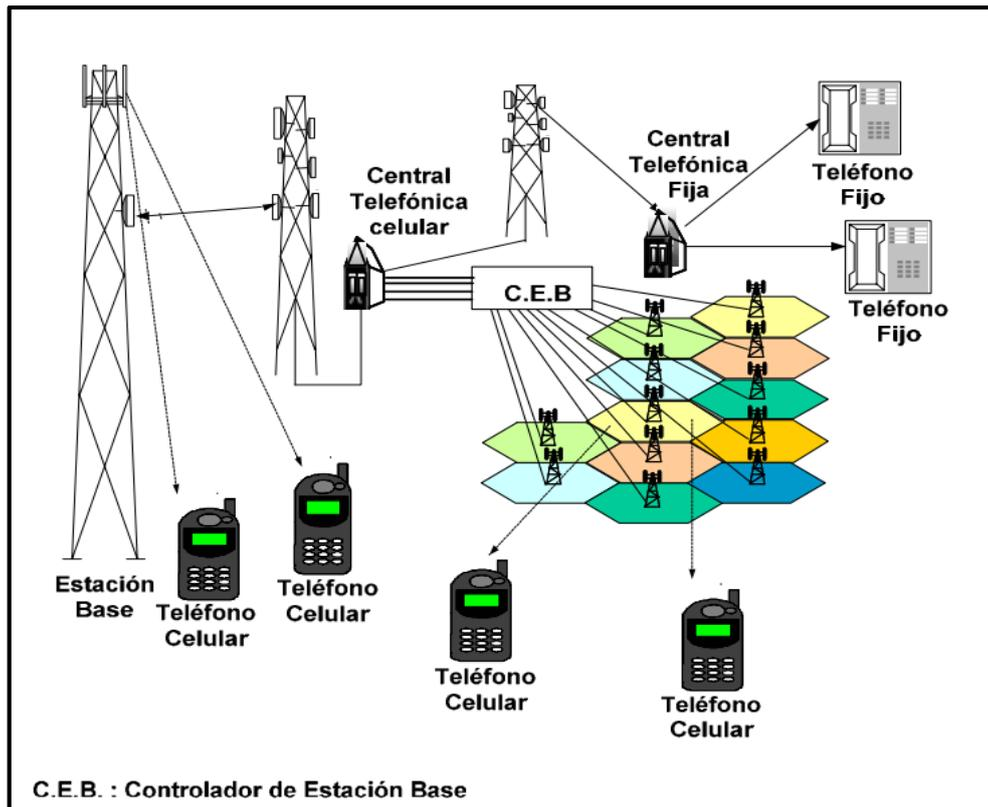 Central
Telefónica
celular
Central
Telefónica
Fija
Teléfono
Fijo
Teléfono
Fijo
C.E.B
Estación
Base
Teléfono
Celular
Teléfono
Celular
Teléfono
Celular
Teléfono
Celular
C.E.B. : Controlador de Estación Base